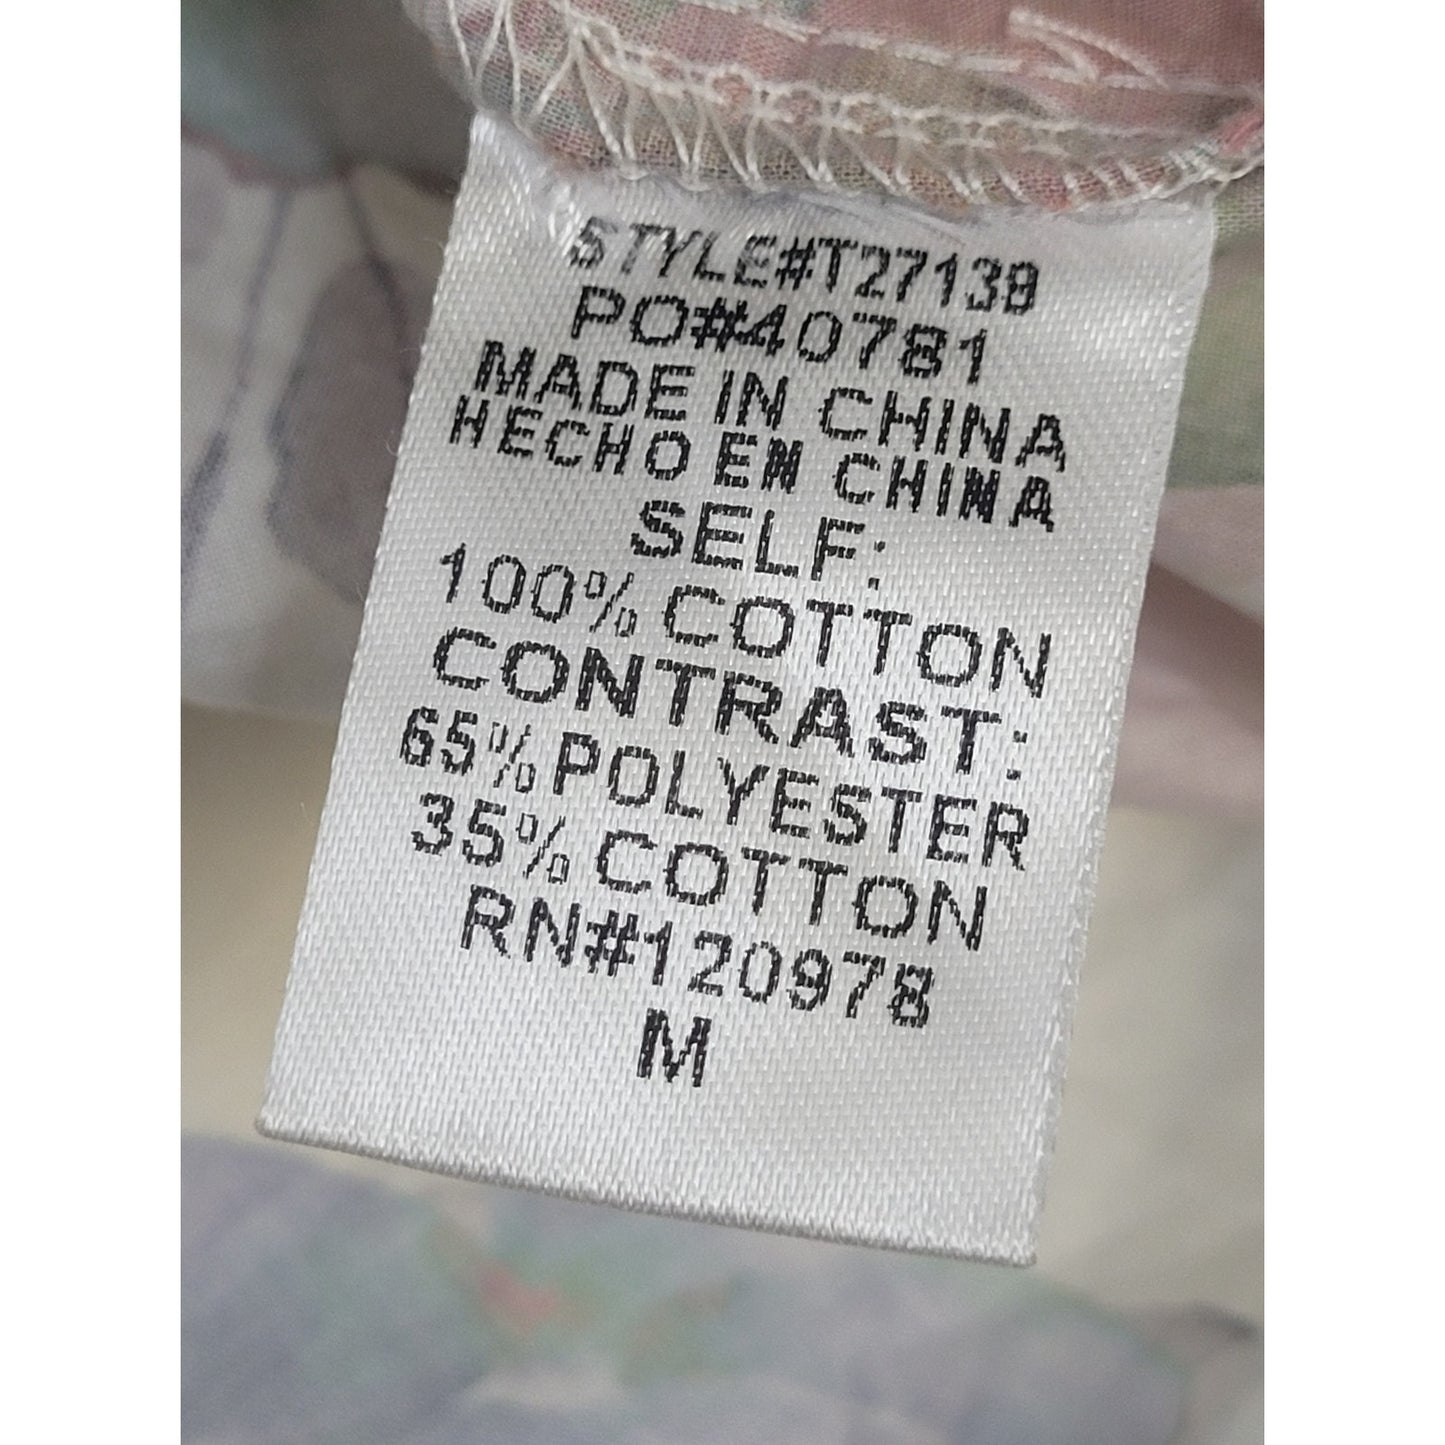 STYLE#T27138
PO#40781
MADE IN CHINA
HECHO EN CHINA
SELF:
100% COTTON
CONTRAST:
65% POLYESTER
35% COTTON
RN#120978
M